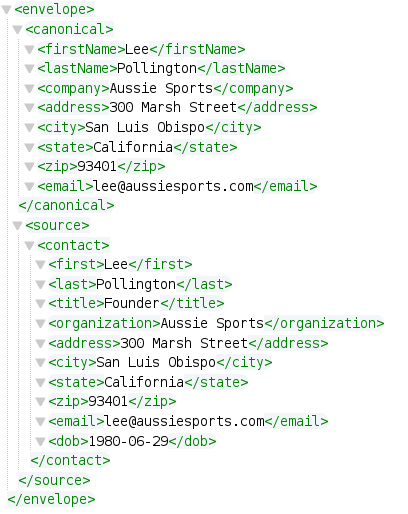 <envelope>
<canonical>
<firstName>Lee</firstName>
<lastName>Pollington</lastName>
<company>Aussie Sports</company>
<address>300 Marsh Street</address>
<city>San Luis Obispo</city>
<state>California</state>
<zip>93401</zip>
<email>lee@aussiesports.com</email>
</canonical>
<source>
<contact>
<first>Lee</first>
<last>Pollington</last>
<title>Founder</title>
<organization>Aussie Sports</organization>
<address>300 Marsh Street</address>
<city>San Luis Obispo</city>
<state>California</state>
<zip>93401</zip>
<email>lee@aussiesports.com</email>
<dob>1980-06-29</dob>
</contact>
</source>
</envelope>